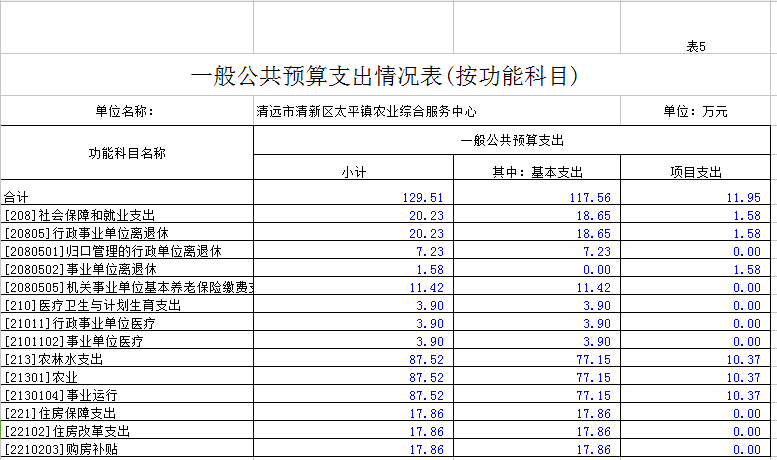 表5
一般公共预算支出情况表(按功能科目)
单位名称： 清远市清新区太平镇农业综合服务中心 单位：万元
功能科目名称 一般公共预算支出
小计 其中：基本支出 项目支出
合计 129.51 117.56 11.95
[208]社会保障和就业支出 20.23 18.65 1.58
[20805]行政事业单位离退休 20.23 18.65 1.58
[2080501]归口管理的行政单位离退休 7.23 7.23 0.00
[2080502]事业单位离退休 1.58 0.00 1.58
[2080505]机关事业单位基本养老保险缴费支 11.42 11.42 0.00
[210]医疗卫生与计划生育支出 3.90 3.90 0.00
[21011]行政事业单位医疗 3.90 3.90 0.00
[2101102]事业单位医疗 3.90 3.90 0.00
[213]农林水支出 87.52 77.15 10.37
[21301]农业 87.52 77.15 10.37
[2130104]事业运行 87.52 77.15 10.37
[221]住房保障支出 17.86 17.86 0.00
[22102]住房改革支出 17.86 17.86 0.00
[2210203]购房补贴 17.86 17.86 0.00